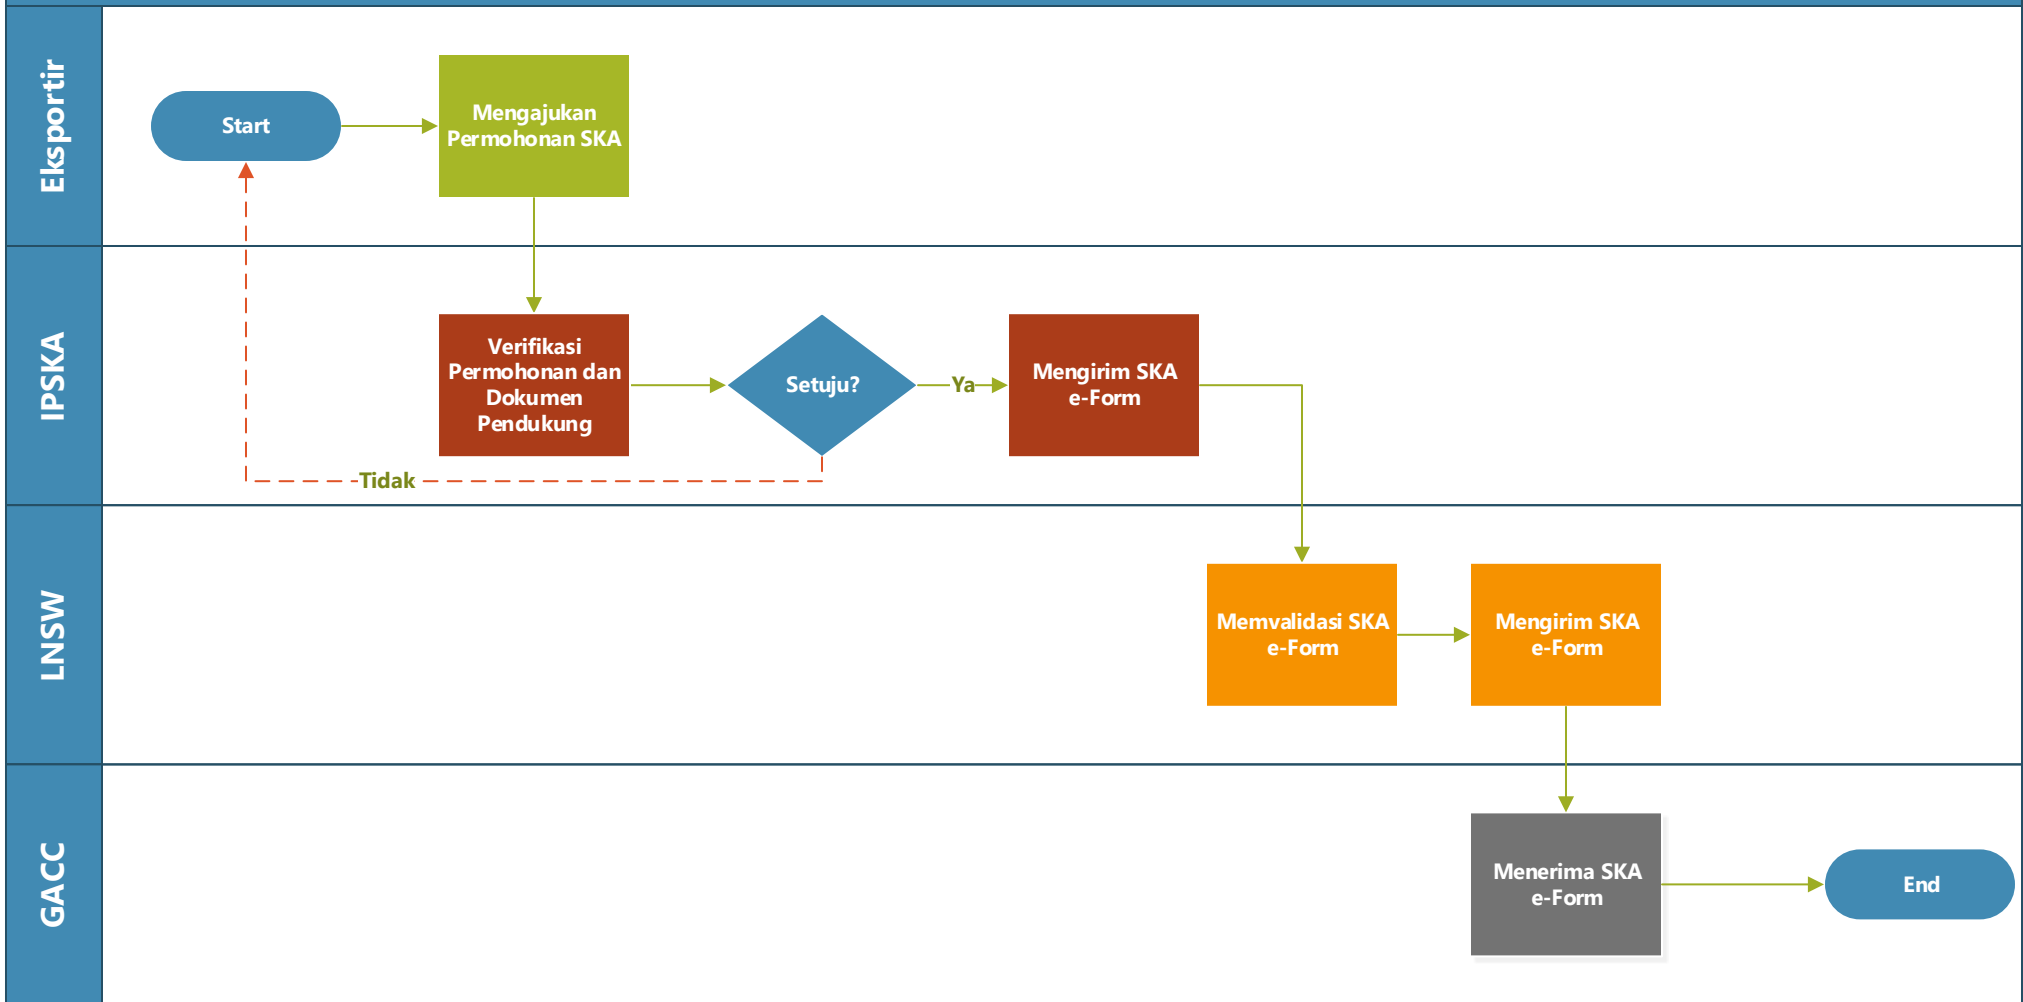 Eksportir
Start
Mengajukan
Permohonan SKA
IPSKA
Verifikasi
Permohonan dan
Dokumen
Pendukung
Setuju?
Ya
Mengirim SKA
e-Form
Tidak
LNSW
Memvalidasi SKA
e-Form
Mengirim SKA
e-Form
GACC
Menerima SKA
e-Form
End